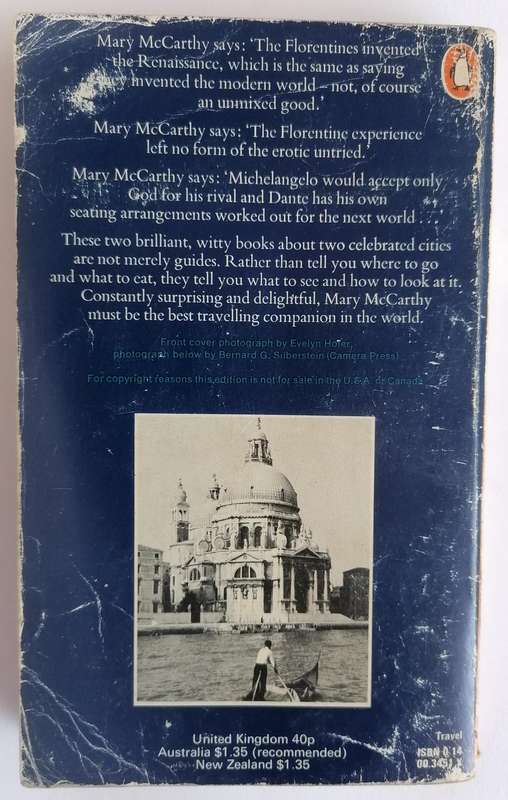 Mary McCarthy says: ‘The Florentines invented
the Renaissance, which is the same as saying
they invented the modern world – not, of course
an unmixed good.’
Mary McCarthy says: ‘The Florentine experience
left no form of the erotic untried.’
Mary McCarthy says: ‘Michelangelo would accept only
God for his rival and Dante has his own
seating arrangements worked out for the next world . . .’
These two brilliant, witty books about two celebrated cities
are not merely guides. Rather than tell you where to go
and what to eat, they tell you what to see and how to look at it.
Constantly surprising and delightful, Mary McCarthy
must be the best travelling companion in the world.
Front cover photograph by Evelyn Hofer,
photograph below by Bernard G. Silberstein (Camera Press)
For copyright reasons this edition is not for sale in the U.S.A. or Canada
United Kingdom 40p
Australia $1.35 (recommended)
New Zealand $1.35
Travel
ISBN 0 14
00.3451 X